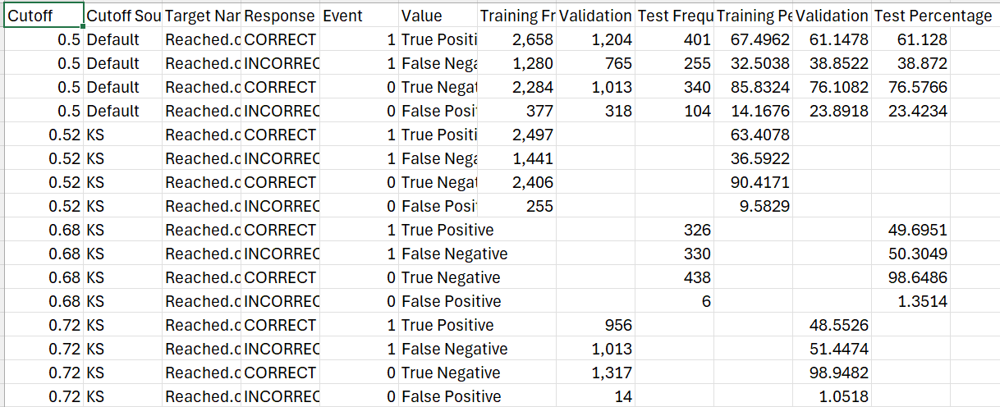 Cutoff Cutoff Sou Target Nar Response Event Value Training Fr Validation Test Frequ Training Pe Validation Test Percentage
0.5 Default Reached.c CORRECT 1 True Positi 2,658 1,204 401 67.4962 61.1478 61.128
0.5 Default Reached.c INCORREC 1 False Nega 1,280 765 255 32.5038 38.8522 38.872
0.5 Default Reached.c CORRECT 0 True Negat 2,284 1,013 340 85.8324 76.1082 76.5766
0.5 Default Reached.c INCORREC 0 False Posit 377 318 104 14.1676 23.8918 23.4234
0.52 KS Reached.c CORRECT 1 True Positi 2,497 63.4078
0.52 KS Reached.c INCORREC 1 False Nega 1,441 36.5922
0.52 KS Reached.c CORRECT 0 True Negat 2,406 90.4171
0.52 KS Reached.c INCORREC 0 False Posit 255 9.5829
0.68 KS Reached.c CORRECT 1 True Positive 326 49.6951
0.68 KS Reached.c INCORREC 1 False Negative 330 50.3049
0.68 KS Reached.c CORRECT 0 True Negative 438 98.6486
0.68 KS Reached.c INCORREC 0 False Positive 6 1.3514
0.72 KS Reached.c CORRECT 1 True Positive 956 48.5526
0.72 KS Reached.c INCORREC 1 False Negative 1,013 51.4474
0.72 KS Reached.c CORRECT 0 True Negative 1,317 98.9482
0.72 KS Reached.c INCORREC 0 False Positive 14 1.0518